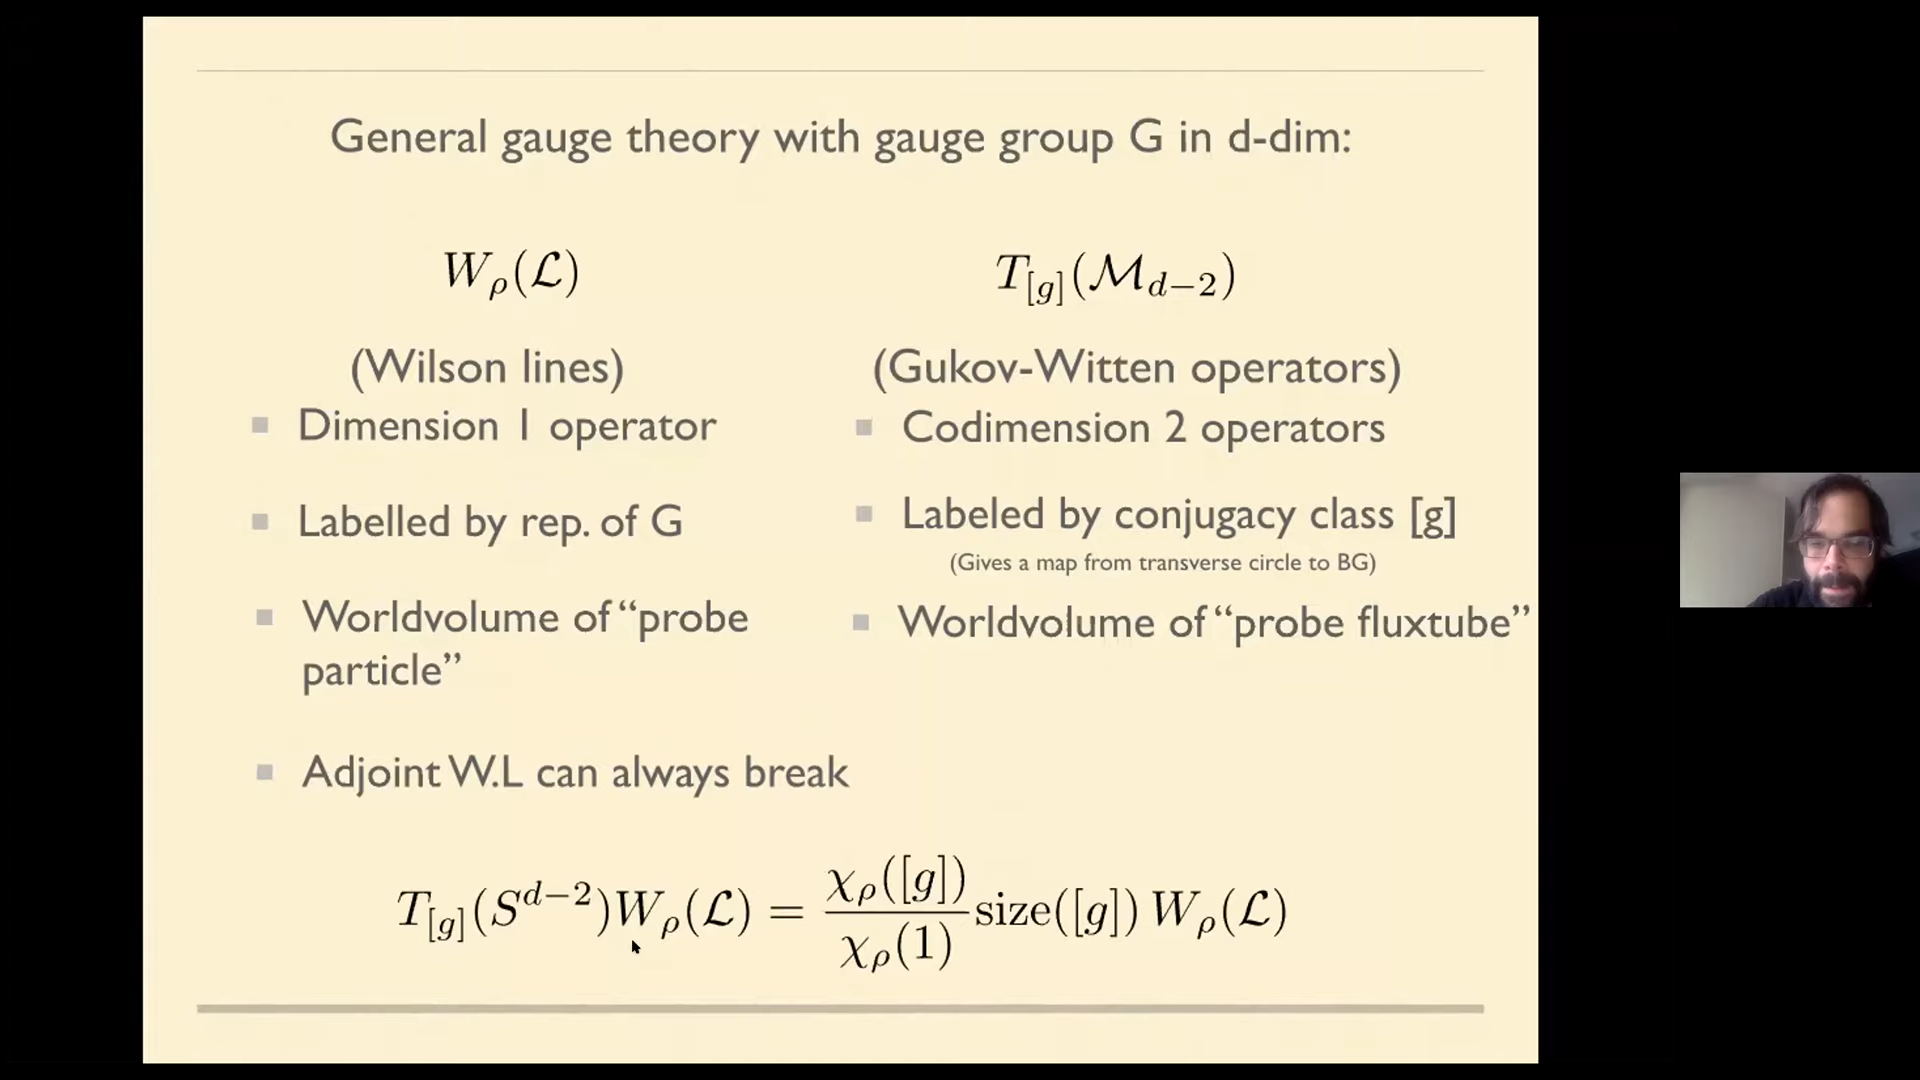 General gauge theory with gauge group G in d-dim:
W_ρ(ℒ)
(Wilson lines)
▪ Dimension 1 operator
▪ Labelled by rep. of G
▪ Worldvolume of “probe
particle”
▪ Adjoint W.L can always break
T_{[g]}(ℳ_{d−2})
(Gukov-Witten operators)
▪ Codimension 2 operators
▪ Labeled by conjugacy class [g]
(Gives a map from transverse circle to BG)
▪ Worldvolume of “probe fluxtube”
T_{[g]}(S^{d−2})W_ρ(ℒ) = \frac{χ_ρ([g])}{χ_ρ(1)} size([g]) W_ρ(ℒ)